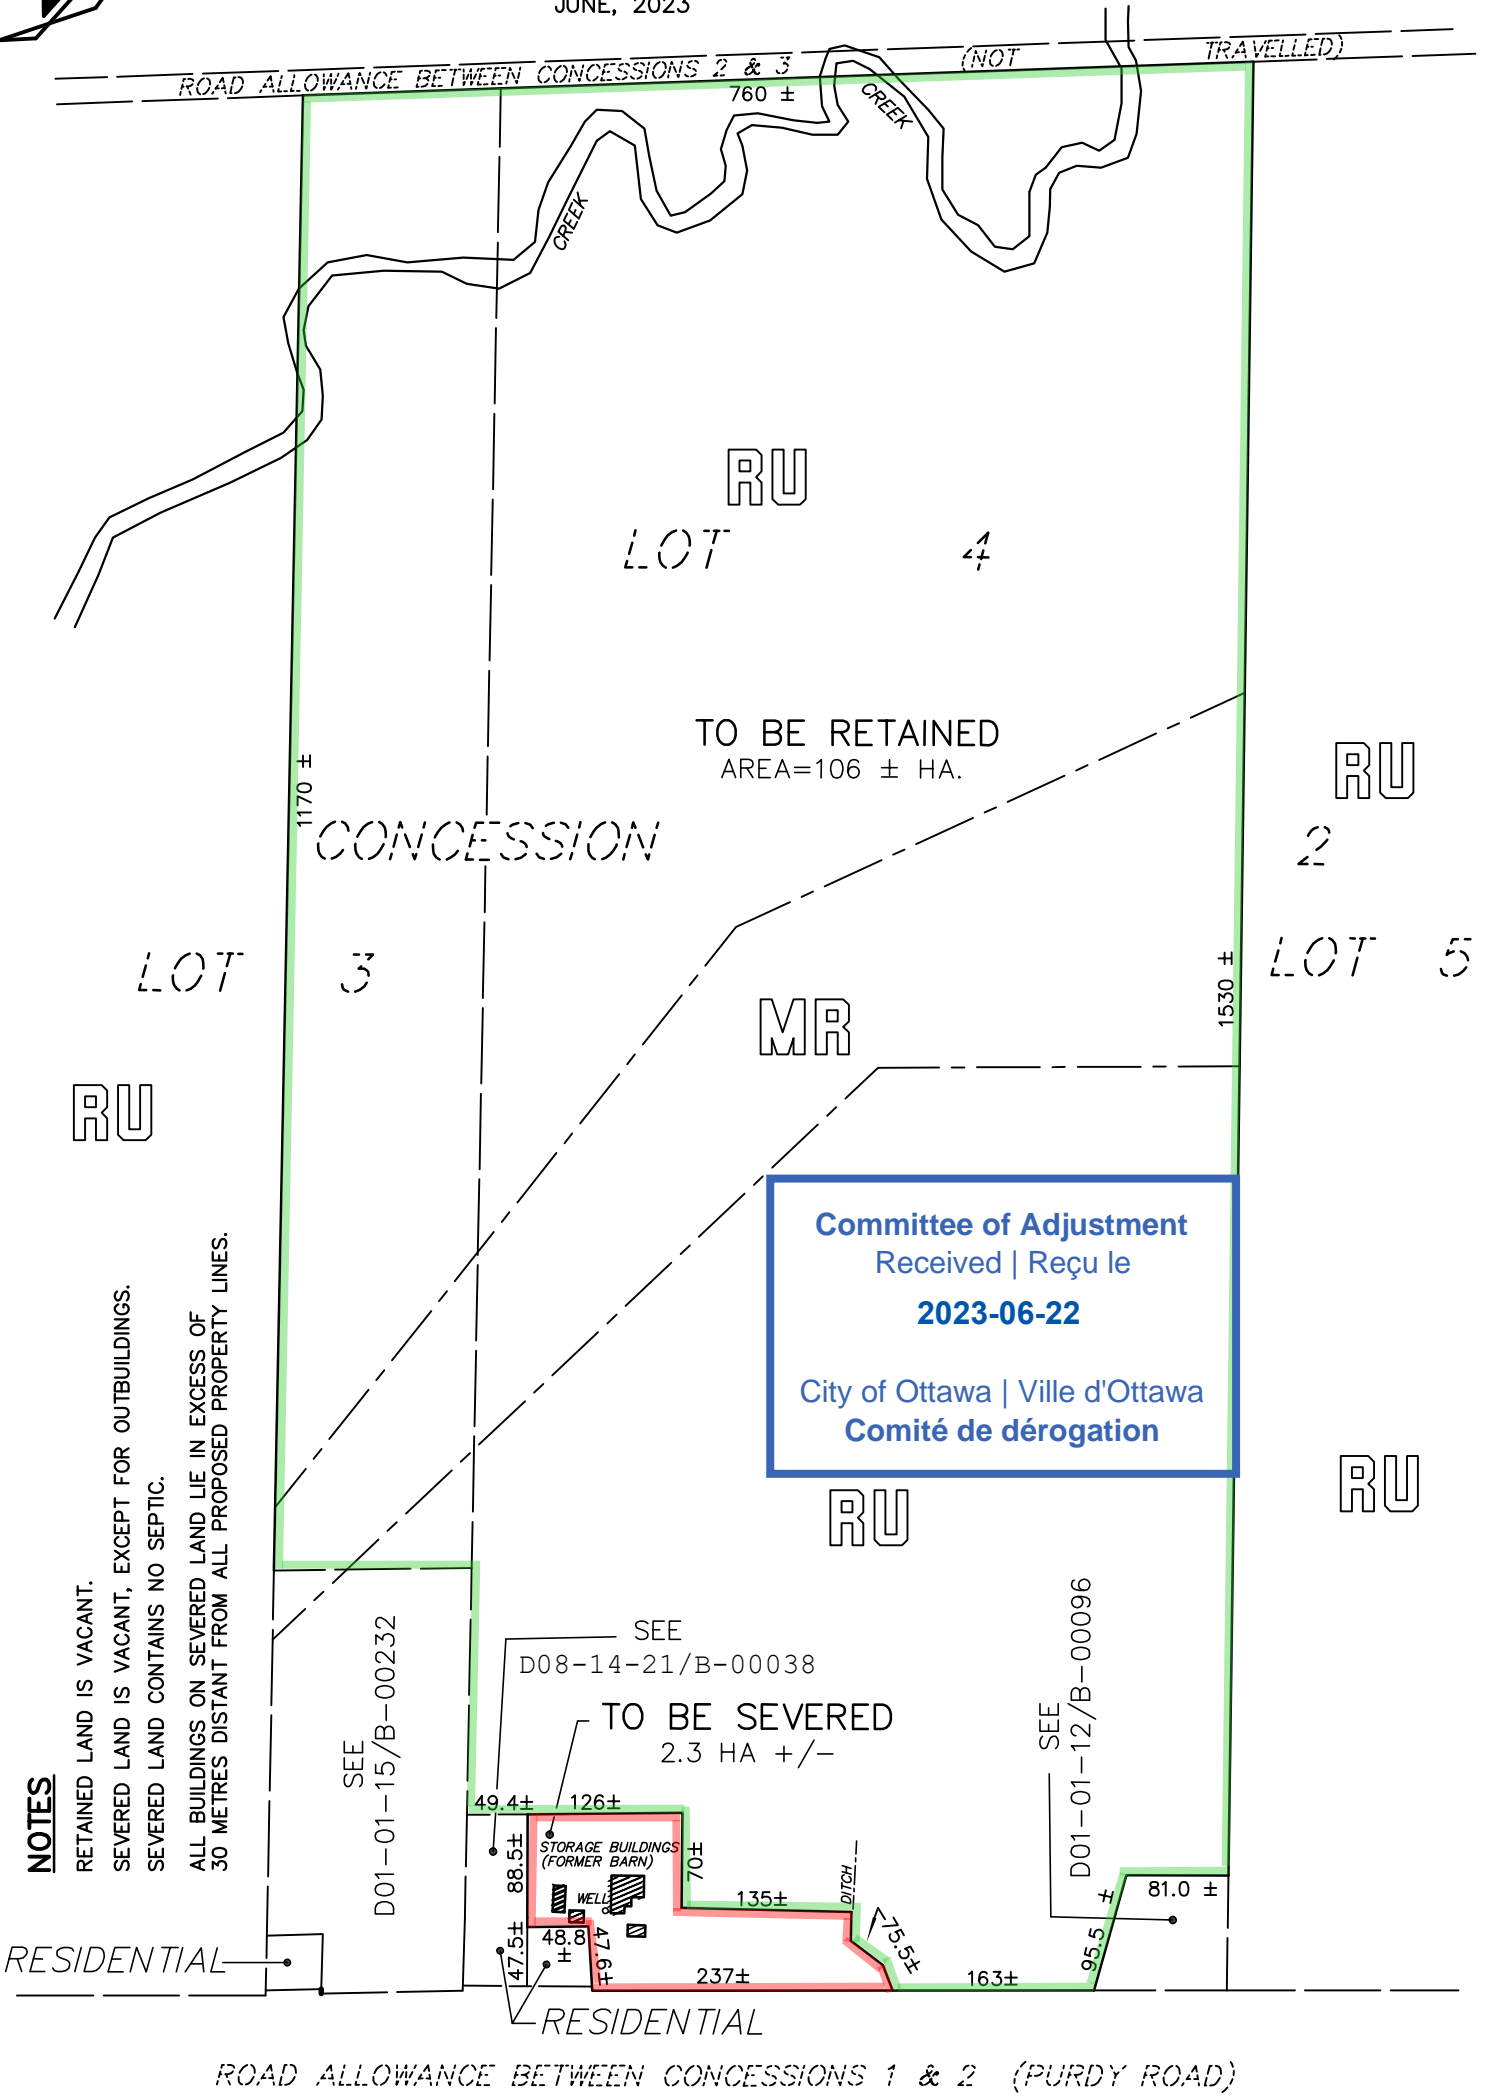 JUNE, 2023
ROAD ALLOWANCE BETWEEN CONCESSIONS 2 & 3 (NOT TRAVELLED)
760 ±
CREEK
CREEK
RU
LOT 4
TO BE RETAINED
AREA=106 ± HA.
1170 ±
RU
CONCESSION 2
LOT 3
LOT 5
1530 ±
MR
RU
Committee of Adjustment
Received | Reçu le
2023-06-22
City of Ottawa | Ville d'Ottawa
Comité de dérogation
RU
RU
NOTES
RETAINED LAND IS VACANT.
SEVERED LAND IS VACANT, EXCEPT FOR OUTBUILDINGS.
SEVERED LAND CONTAINS NO SEPTIC.
ALL BUILDINGS ON SEVERED LAND LIE IN EXCESS OF
30 METRES DISTANT FROM ALL PROPOSED PROPERTY LINES.
SEE
D01-01-15/B-00232
SEE
D08-14-21/B-00038
TO BE SEVERED
2.3 HA +/-
SEE
D01-01-12/B-00096
49.4±
126±
88.5±
STORAGE BUILDINGS
(FORMER BARN)
70±
WELL
135±
DITCH
75.5±
81.0 ±
95.5 ±
47.5±
48.8
±
47.6±
237±
163±
RESIDENTIAL
RESIDENTIAL
ROAD ALLOWANCE BETWEEN CONCESSIONS 1 & 2 (PURDY ROAD)